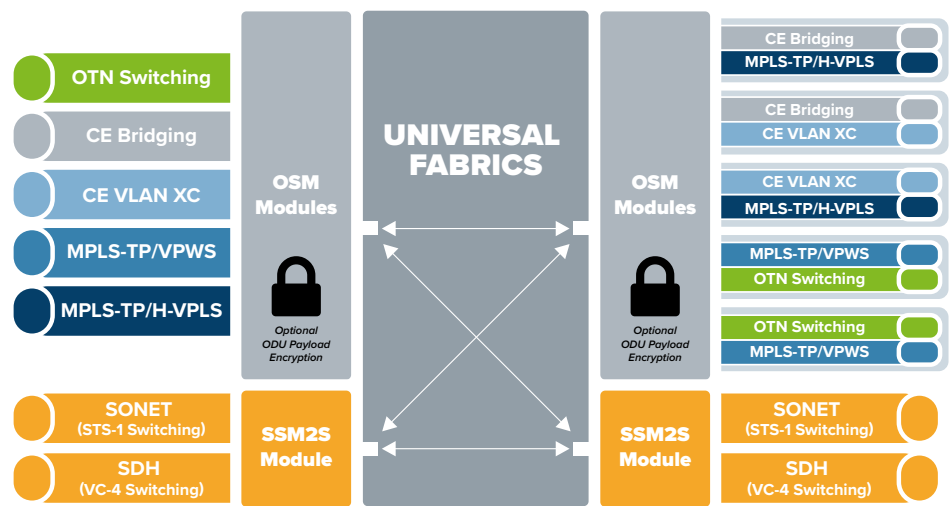 OTN Switching
CE Bridging
CE VLAN XC
MPLS-TP/VPWS
MPLS-TP/H-VPLS
SONET
(STS-1 Switching)
SDH
(VC-4 Switching)
OSM
Modules
Optional
ODU Payload
Encryption
SSM2S
Module
UNIVERSAL
FABRICS
OSM
Modules
Optional
ODU Payload
Encryption
SSM2S
Module
CE Bridging
MPLS-TP/H-VPLS
CE Bridging
CE VLAN XC
CE VLAN XC
MPLS-TP/H-VPLS
MPLS-TP/VPWS
OTN Switching
OTN Switching
MPLS-TP/VPWS
SONET
(STS-1 Switching)
SDH
(VC-4 Switching)